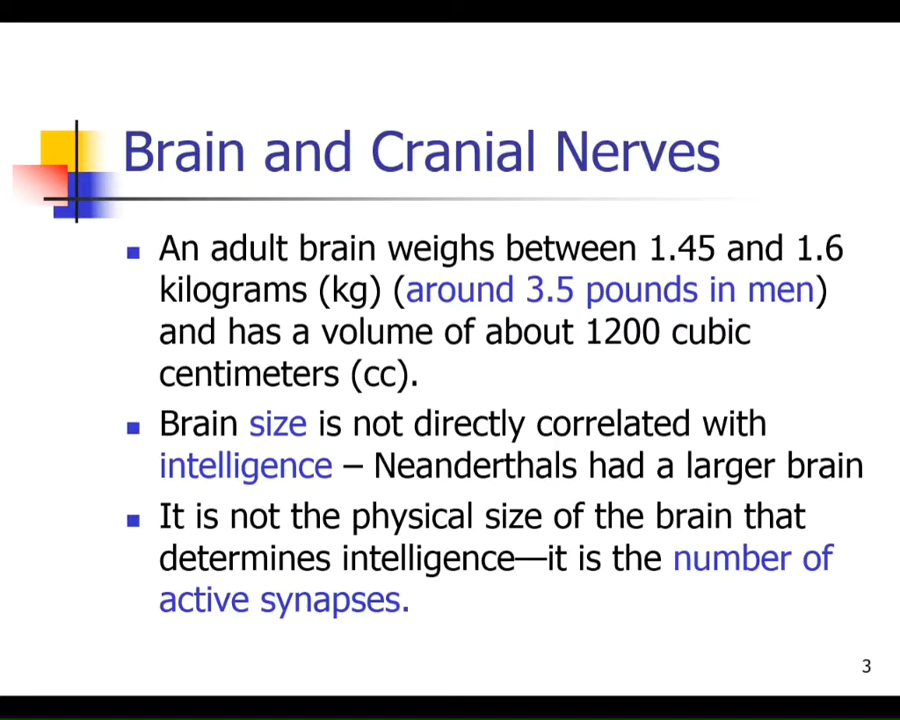 Brain and Cranial Nerves
An adult brain weighs between 1.45 and 1.6
kilograms (kg) (around 3.5 pounds in men)
and has a volume of about 1200 cubic
centimeters (cc).
Brain size is not directly correlated with
intelligence – Neanderthals had a larger brain
It is not the physical size of the brain that
determines intelligence—it is the number of
active synapses.
3